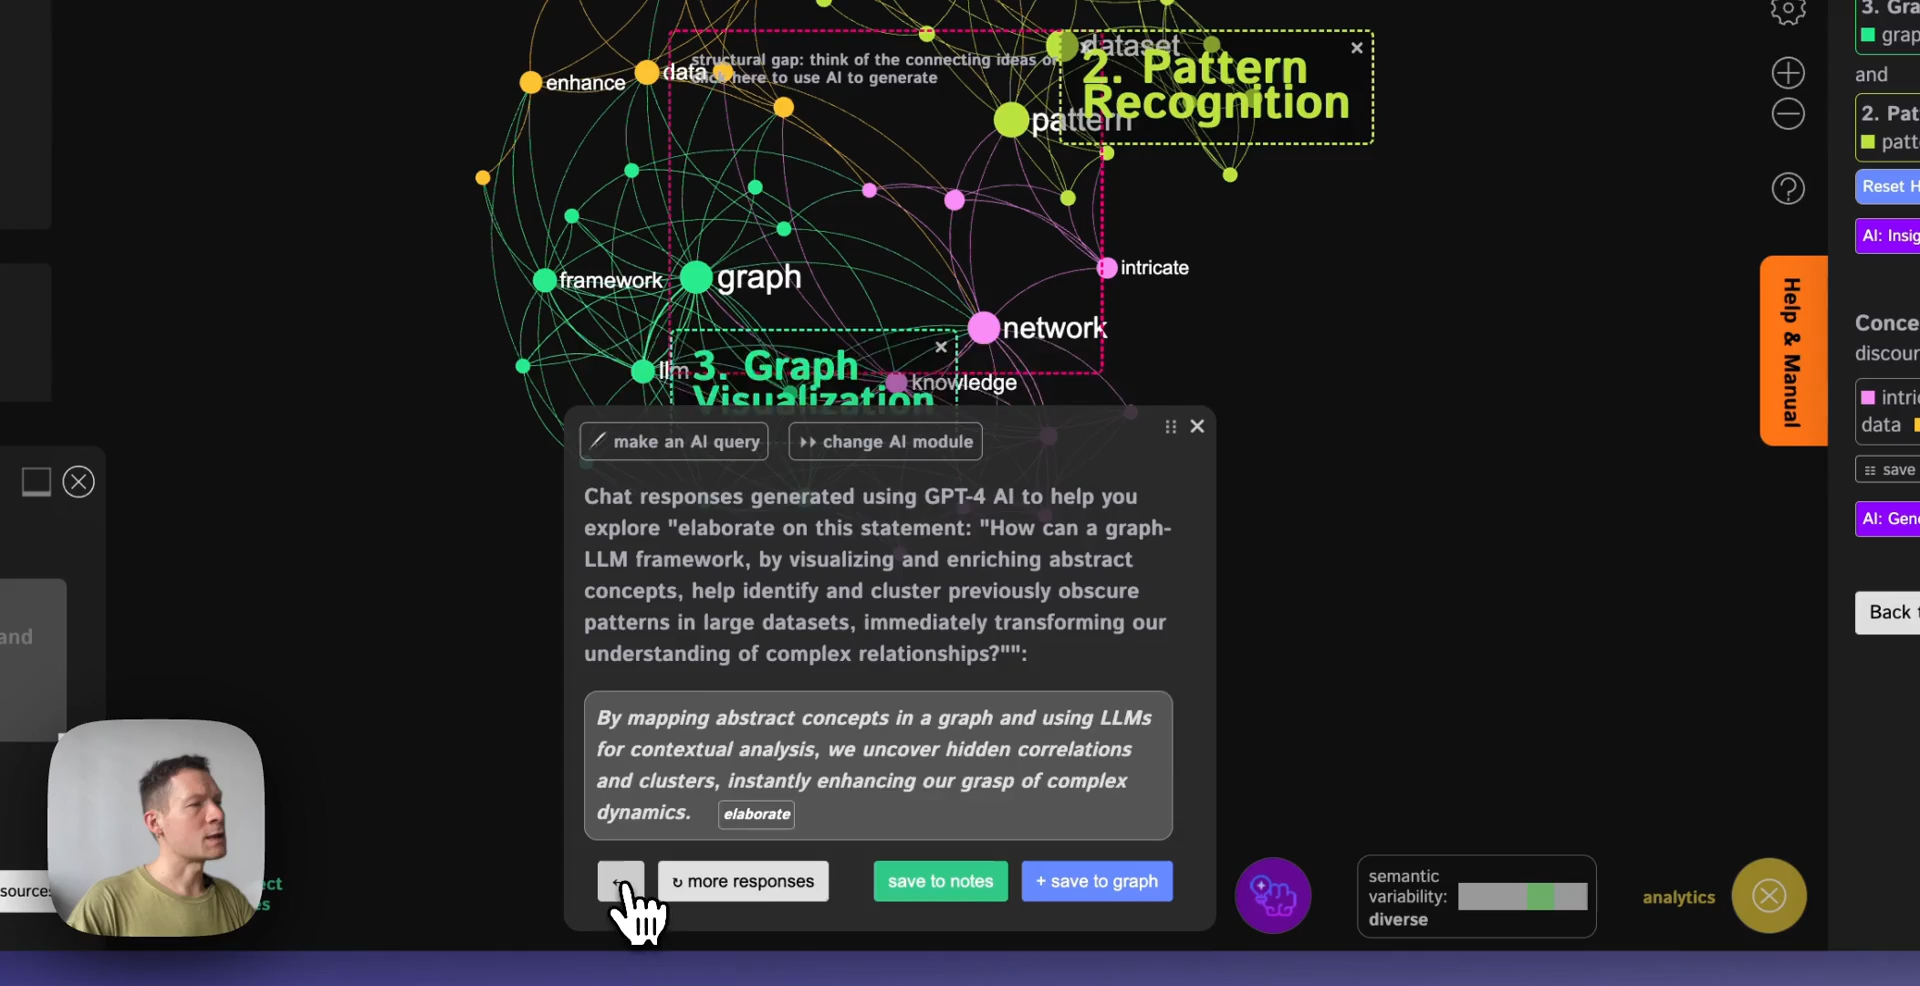 enhance
data
structural gap: think of the connecting ideas or
click here to use AI to generate
dataset
2. Pattern
Recognition
pattern
framework
graph
intricate
network
llm
3. Graph
Visualization
knowledge
make an AI query
change AI module
Chat responses generated using GPT-4 AI to help you
explore "elaborate on this statement: "How can a graph-
LLM framework, by visualizing and enriching abstract
concepts, help identify and cluster previously obscure
patterns in large datasets, immediately transforming our
understanding of complex relationships?"":
By mapping abstract concepts in a graph and using LLMs
for contextual analysis, we uncover hidden correlations
and clusters, instantly enhancing our grasp of complex
dynamics. elaborate
↻ more responses
save to notes
+ save to graph
and
semantic
variability:
diverse
analytics
Help & Manual
3. Gra
grap
and
2. Pat
patt
Reset H
AI: Insig
Conce
discour
intric
data
save
AI: Gene
Back t